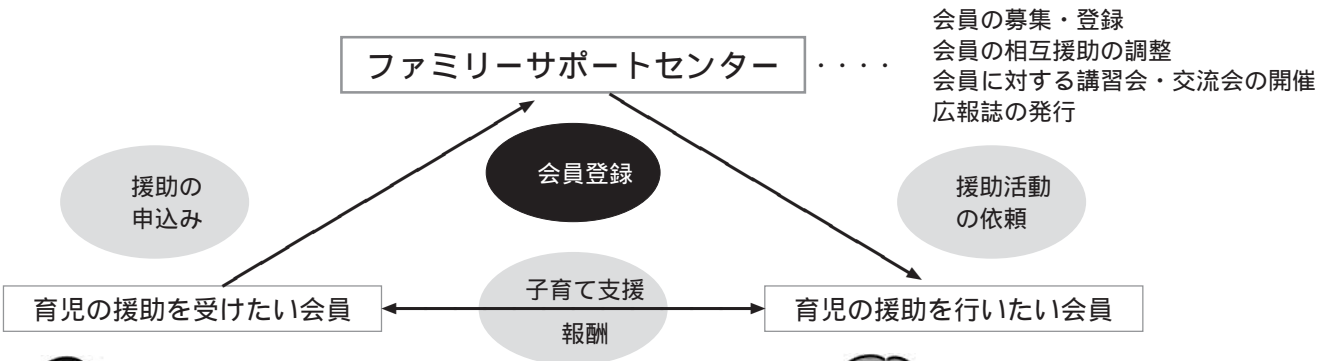 会員の募集・登録
会員の相互援助の調整
会員に対する講習会・交流会の開催
広報誌の発行
ファミリーサポートセンター ････
会員登録
援助の
申込み
援助活動
の依頼
子育て支援
報酬
育児の援助を受けたい会員
育児の援助を行いたい会員